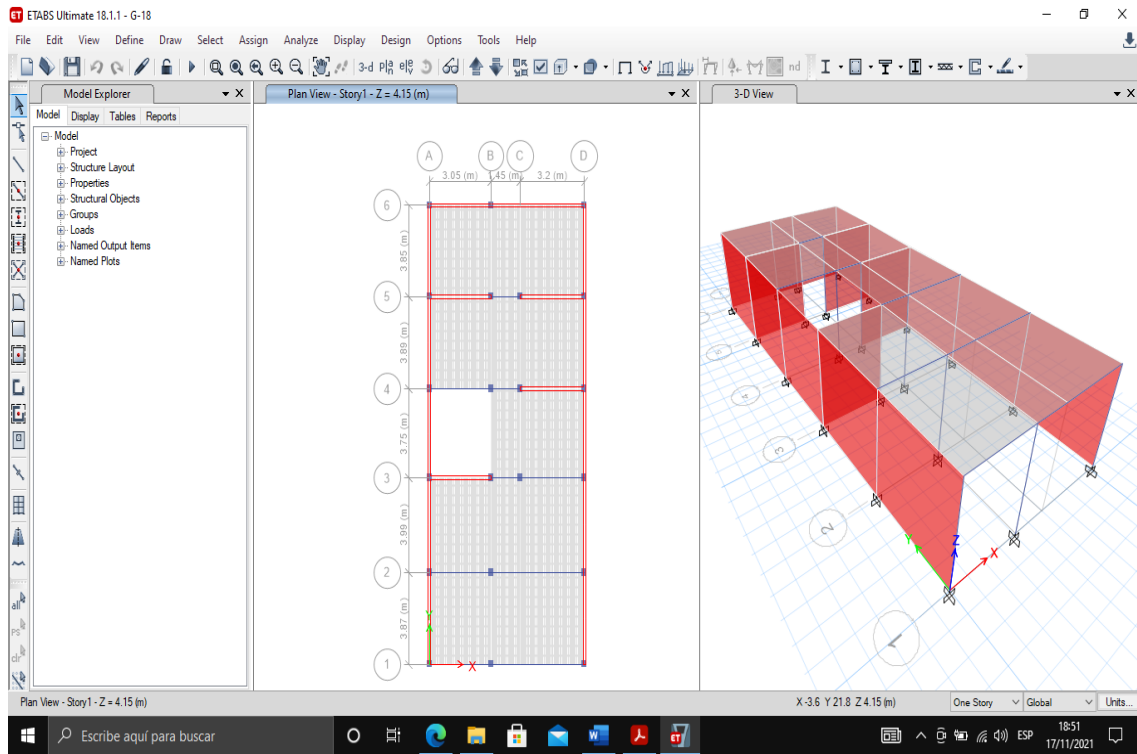 ET ETABS Ultimate 18.1.1 - G-18
File Edit View Define Draw Select Assign Analyze Display Design Options Tools Help
3-d nd
Model Explorer
Model Display Tables Reports
Model
Project
Structure Layout
Properties
Structural Objects
Groups
Loads
Named Output Items
Named Plots
all
PS
clr
Plan View - Story1 - Z = 4.15 (m)
A B C D
3.05 (m) 1.45 (m) 3.2 (m)
6
3.85 (m)
5
3.89 (m)
4
3.75 (m)
3
3.99 (m)
2
3.87 (m)
1
Y
X
3-D View
4
3
2
1
Y
Z
X
Plan View - Story1 - Z = 4.15 (m) X -3.6 Y 21.8 Z 4.15 (m) One Story Global Units...
Escribe aquí para buscar
ESP
18:51
17/11/2021